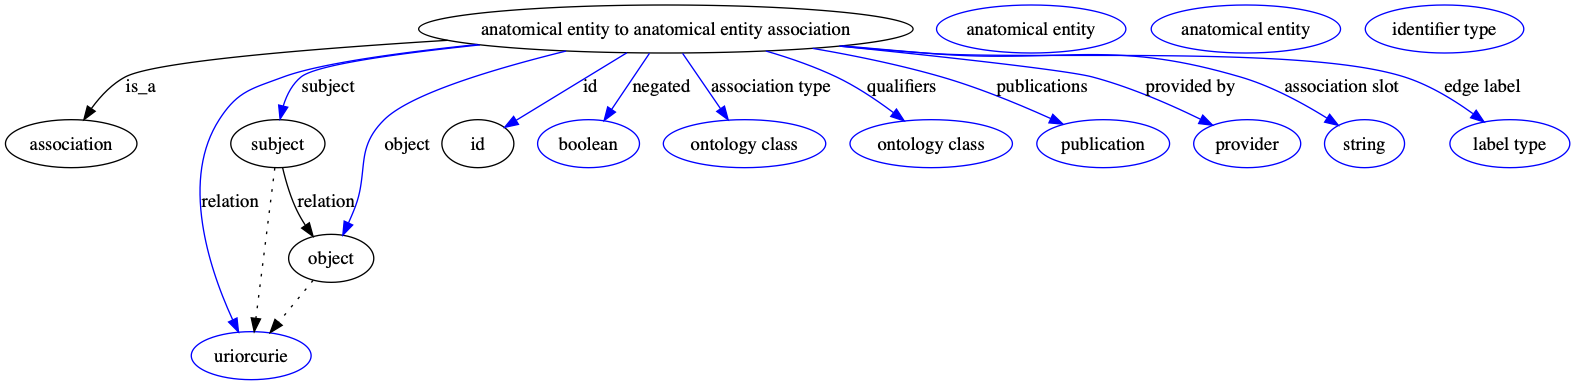 anatomical entity to anatomical entity association
anatomical entity
anatomical entity
identifier type
is_a
subject
object
id
negated
association type
qualifiers
publications
provided by
association slot
edge label
association
subject
id
boolean
ontology class
ontology class
publication
provider
string
label type
relation
relation
object
uriorcurie